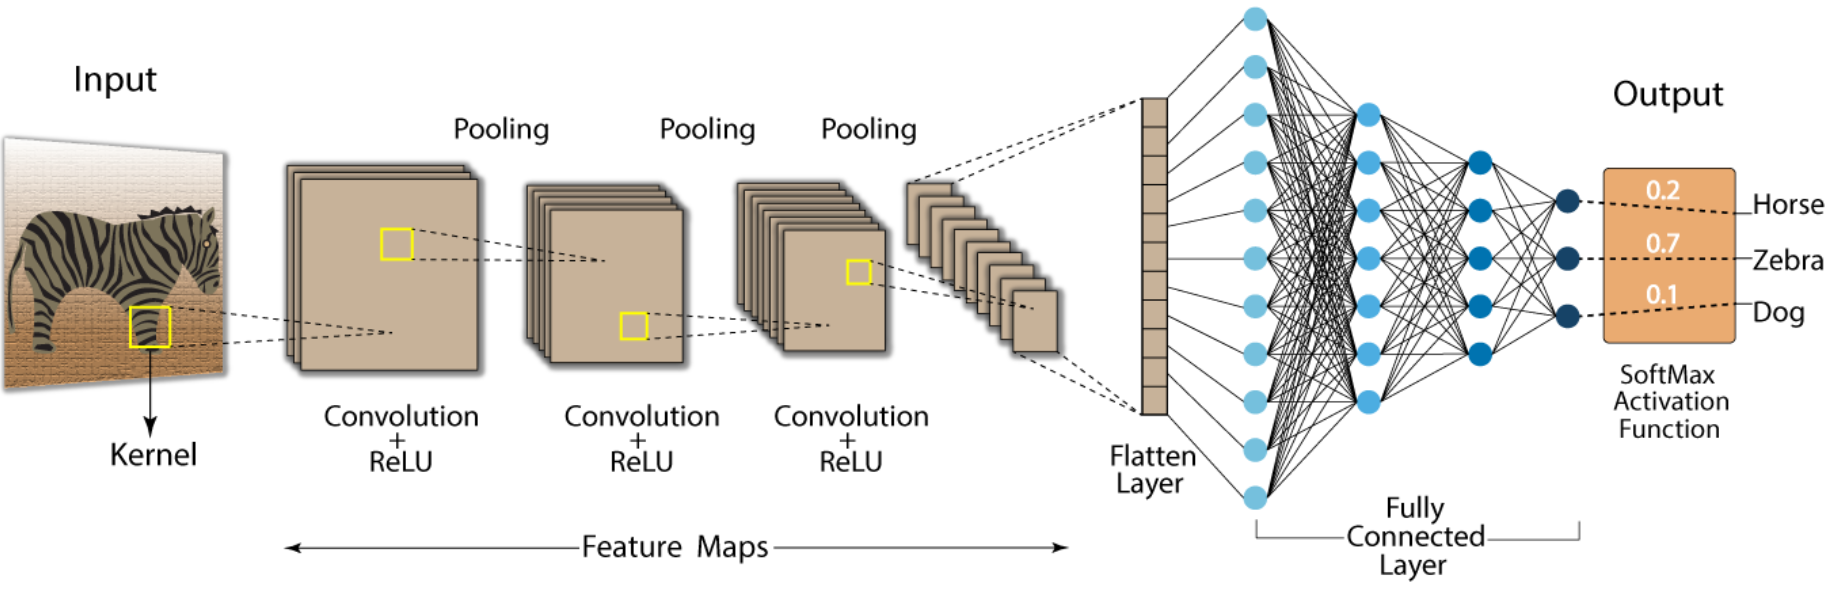 Input
Kernel
Pooling
Pooling
Pooling
Convolution
+
ReLU
Convolution
+
ReLU
Convolution
+
ReLU
Feature Maps
Flatten
Layer
Fully
Connected
Layer
Output
0.2
Horse
0.7
Zebra
0.1
Dog
SoftMax
Activation
Function